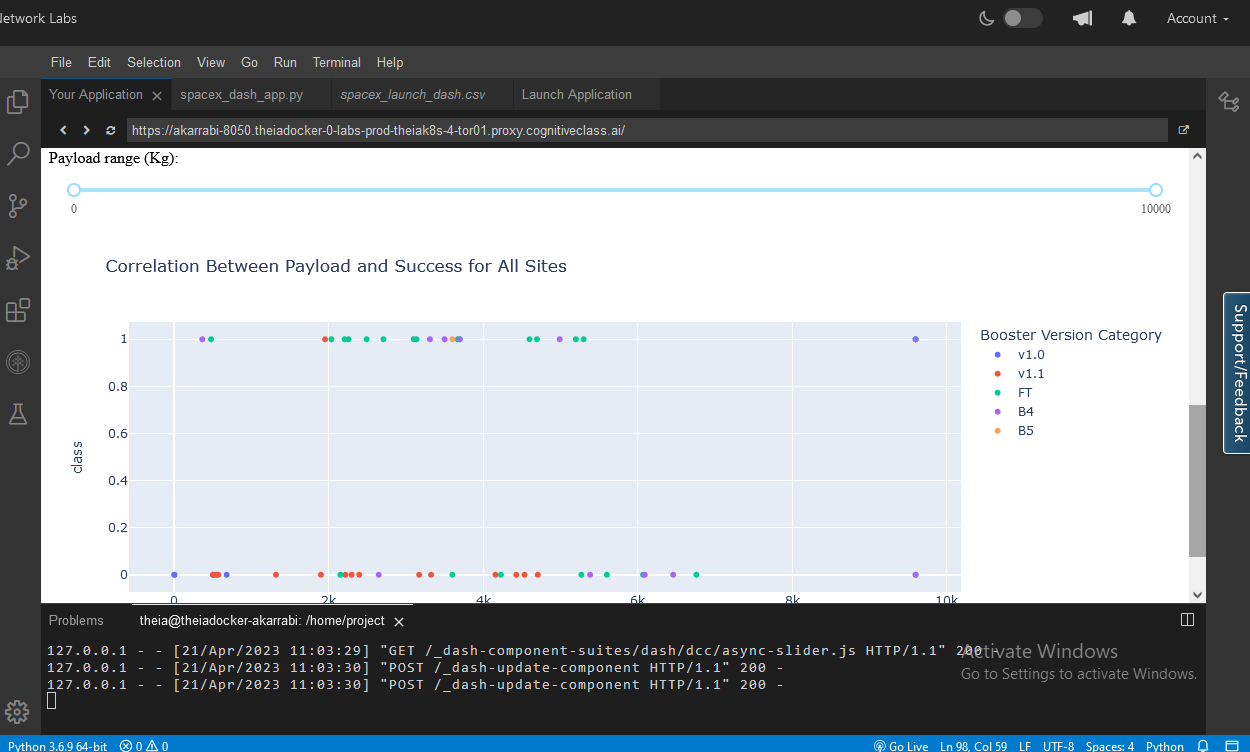 Network Labs
Account
File Edit Selection View Go Run Terminal Help
Your Application spacex_dash_app.py spacex_launch_dash.csv Launch Application
https://akarrabi-8050.theiadocker-0-labs-prod-theiak8s-4-tor01.proxy.cognitiveclass.ai/
Payload range (Kg):
0 10000
Correlation Between Payload and Success for All Sites
Booster Version Category
v1.0
v1.1
FT
B4
B5
class
1
0.8
0.6
0.4
0.2
0
0 2k 4k 6k 8k 10k
Support/Feedback
Problems theia@theiadocker-akarrabi: /home/project
127.0.0.1 - - [21/Apr/2023 11:03:29] "GET /_dash-component-suites/dash/dcc/async-slider.js HTTP/1.1" 200 -
127.0.0.1 - - [21/Apr/2023 11:03:30] "POST /_dash-update-component HTTP/1.1" 200 -
127.0.0.1 - - [21/Apr/2023 11:03:30] "POST /_dash-update-component HTTP/1.1" 200 -
Activate Windows
Go to Settings to activate Windows.
Python 3.6.9 64-bit 0 0 Go Live Ln 98, Col 59 LF UTF-8 Spaces: 4 Python